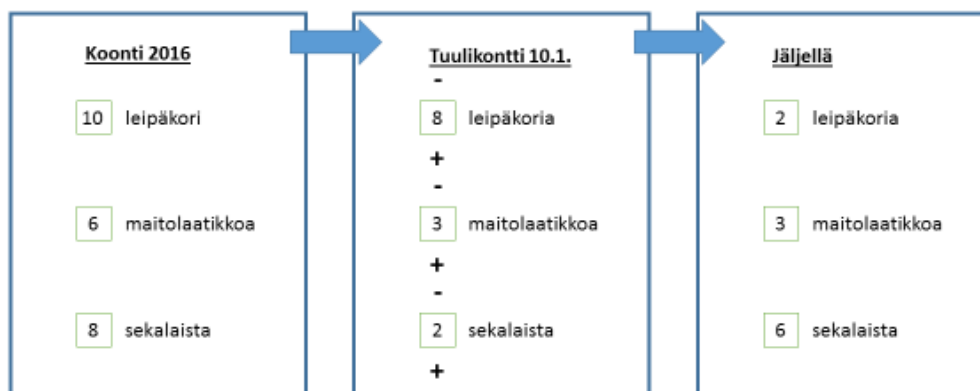 Koonti 2016
10 leipäkori
6 maitolaatikkoa
8 sekalaista
Tuulikontti 10.1.
-
8 leipäkoria
+
-
3 maitolaatikkoa
+
-
2 sekalaista
+
Jäljellä
2 leipäkoria
3 maitolaatikkoa
6 sekalaista